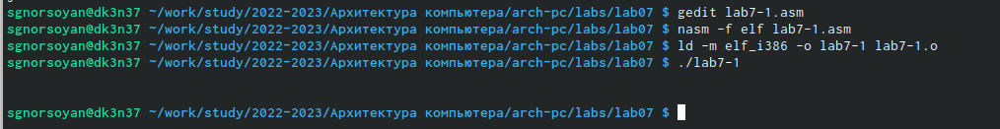 sgnorsoyan@dk3n37 ~/work/study/2022-2023/Архитектура компьютера/arch-pc/labs/lab07 $ gedit lab7-1.asm
sgnorsoyan@dk3n37 ~/work/study/2022-2023/Архитектура компьютера/arch-pc/labs/lab07 $ nasm -f elf lab7-1.asm
sgnorsoyan@dk3n37 ~/work/study/2022-2023/Архитектура компьютера/arch-pc/labs/lab07 $ ld -m elf_i386 -o lab7-1 lab7-1.o
sgnorsoyan@dk3n37 ~/work/study/2022-2023/Архитектура компьютера/arch-pc/labs/lab07 $ ./lab7-1
sgnorsoyan@dk3n37 ~/work/study/2022-2023/Архитектура компьютера/arch-pc/labs/lab07 $